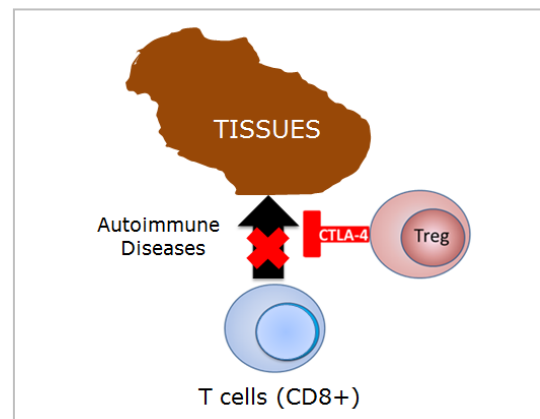 TISSUES
Autoimmune
Diseases
CTLA-4
Treg
T cells (CD8+)